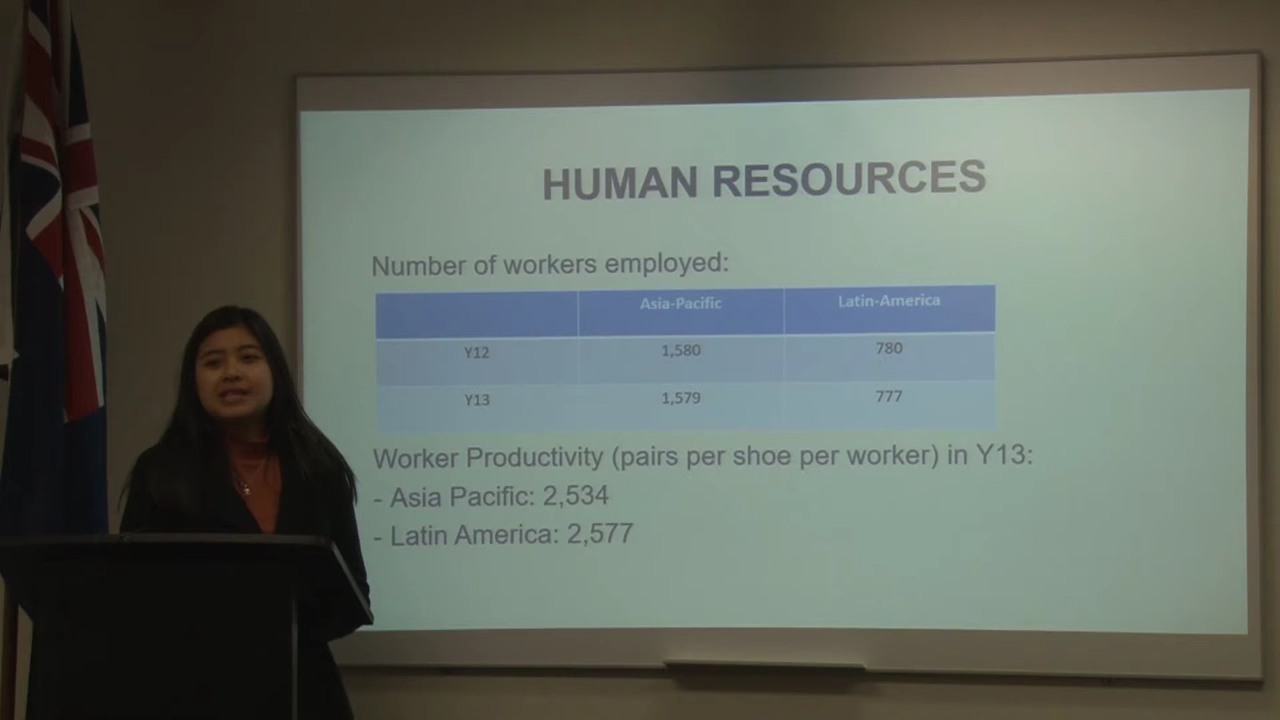 HUMAN RESOURCES
Number of workers employed:
Asia-Pacific Latin-America
Y12 1,580 780
Y13 1,579 777
Worker Productivity (pairs per shoe per worker) in Y13:
- Asia Pacific: 2,534
- Latin America: 2,577